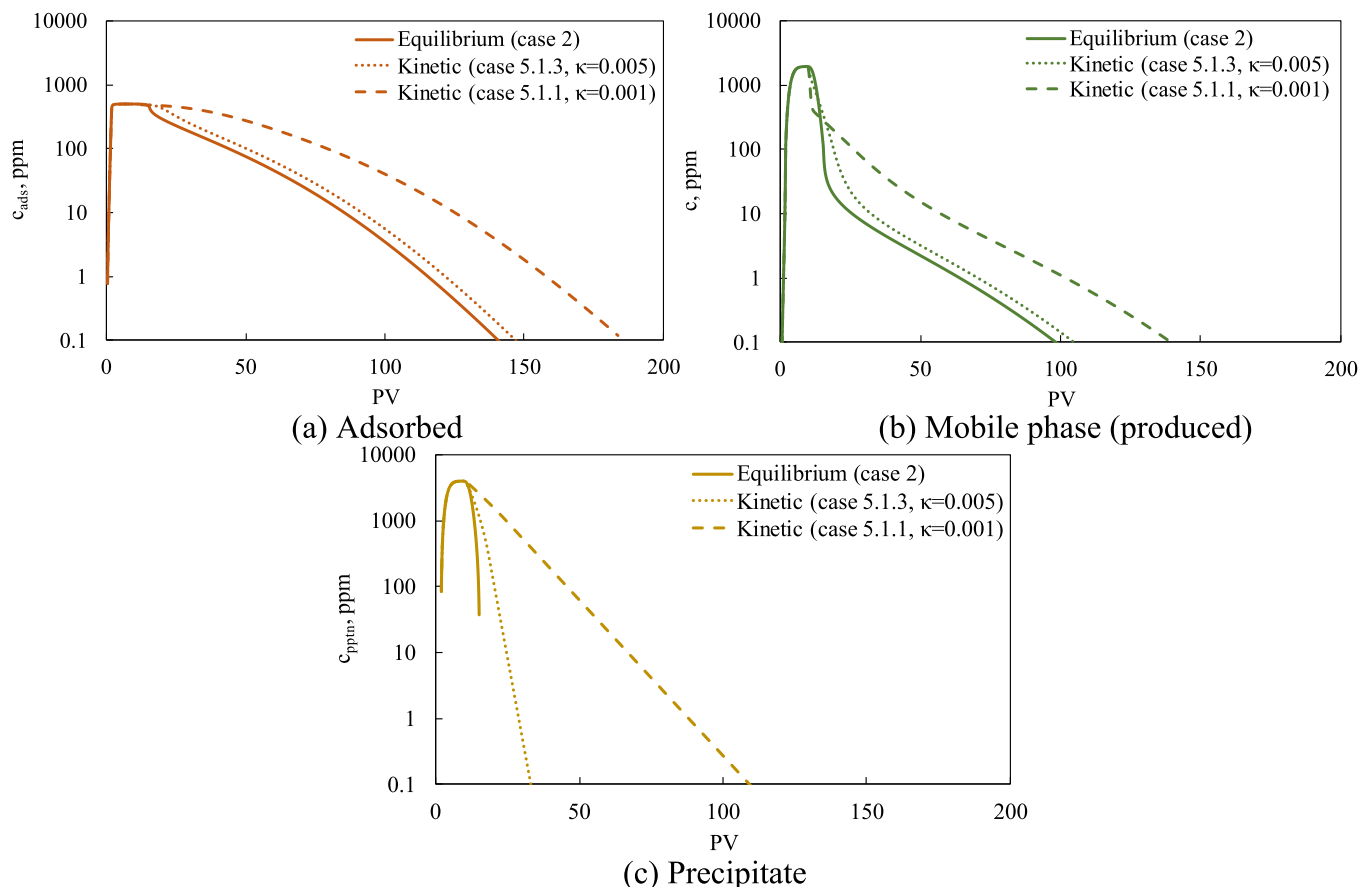 10000
1000
100
10
1
0.1
c_ads, ppm
0
50
100
150
200
PV
Equilibrium (case 2)
Kinetic (case 5.1.3, κ=0.005)
Kinetic (case 5.1.1, κ=0.001)
(a) Adsorbed
10000
1000
100
10
1
0.1
c, ppm
0
50
100
150
200
PV
Equilibrium (case 2)
Kinetic (case 5.1.3, κ=0.005)
Kinetic (case 5.1.1, κ=0.001)
(b) Mobile phase (produced)
10000
1000
100
10
1
0.1
c_pptn, ppm
0
50
100
150
200
PV
Equilibrium (case 2)
Kinetic (case 5.1.3, κ=0.005)
Kinetic (case 5.1.1, κ=0.001)
(c) Precipitate